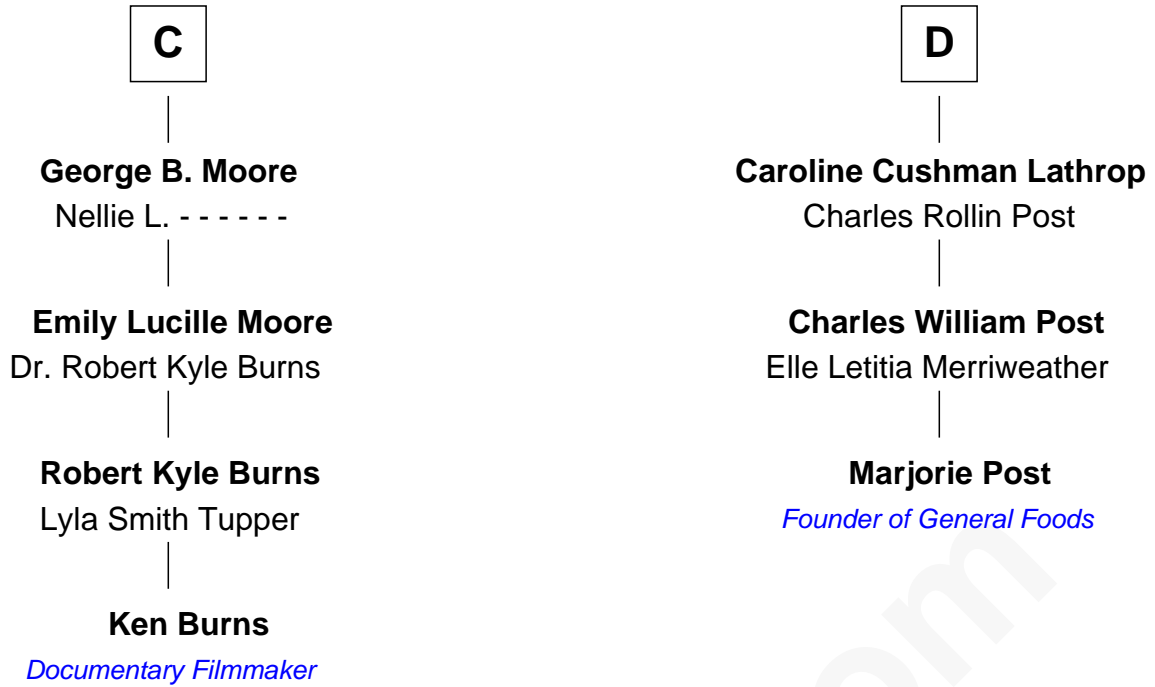 C
George B. Moore
Nellie L. - - - - - -
Emily Lucille Moore
Dr. Robert Kyle Burns
Robert Kyle Burns
Lyla Smith Tupper
Ken Burns
Documentary Filmmaker
D
Caroline Cushman Lathrop
Charles Rollin Post
Charles William Post
Elle Letitia Merriweather
Marjorie Post
Founder of General Foods
om